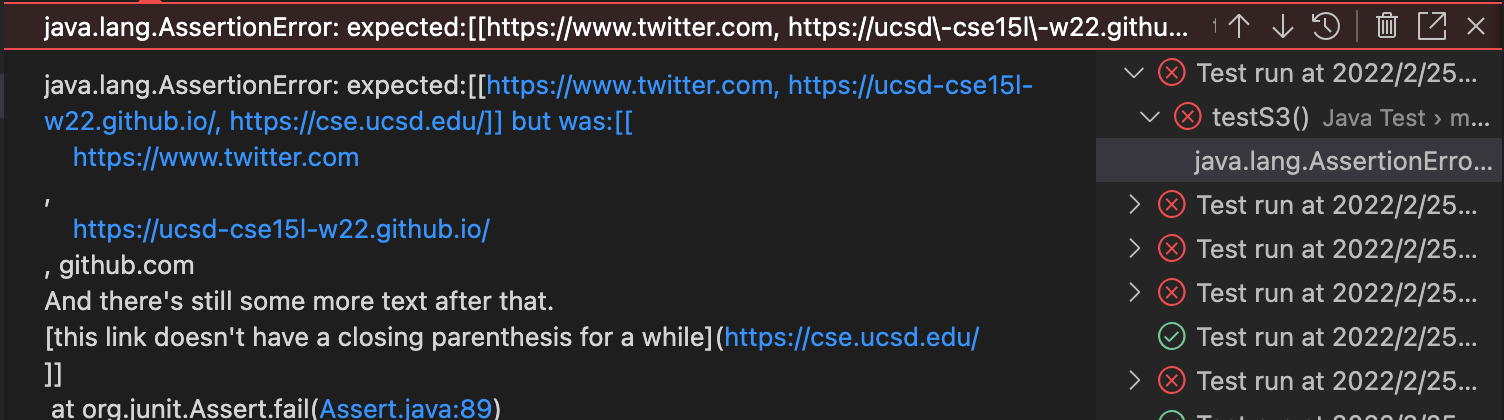 java.lang.AssertionError: expected:[[https://www.twitter.com, https://ucsd\-cse15l\-w22.githu...
java.lang.AssertionError: expected:[[https://www.twitter.com, https://ucsd-cse15l-
w22.github.io/, https://cse.ucsd.edu/]] but was:[[
https://www.twitter.com
,
https://ucsd-cse15l-w22.github.io/
, github.com
And there's still some more text after that.
[this link doesn't have a closing parenthesis for a while](https://cse.ucsd.edu/
]]
at org.junit.Assert.fail(Assert.java:89)
Test run at 2022/2/25...
testS3() Java Test › m...
java.lang.AssertionErro...
Test run at 2022/2/25...
Test run at 2022/2/25...
Test run at 2022/2/25...
Test run at 2022/2/25...
Test run at 2022/2/25...